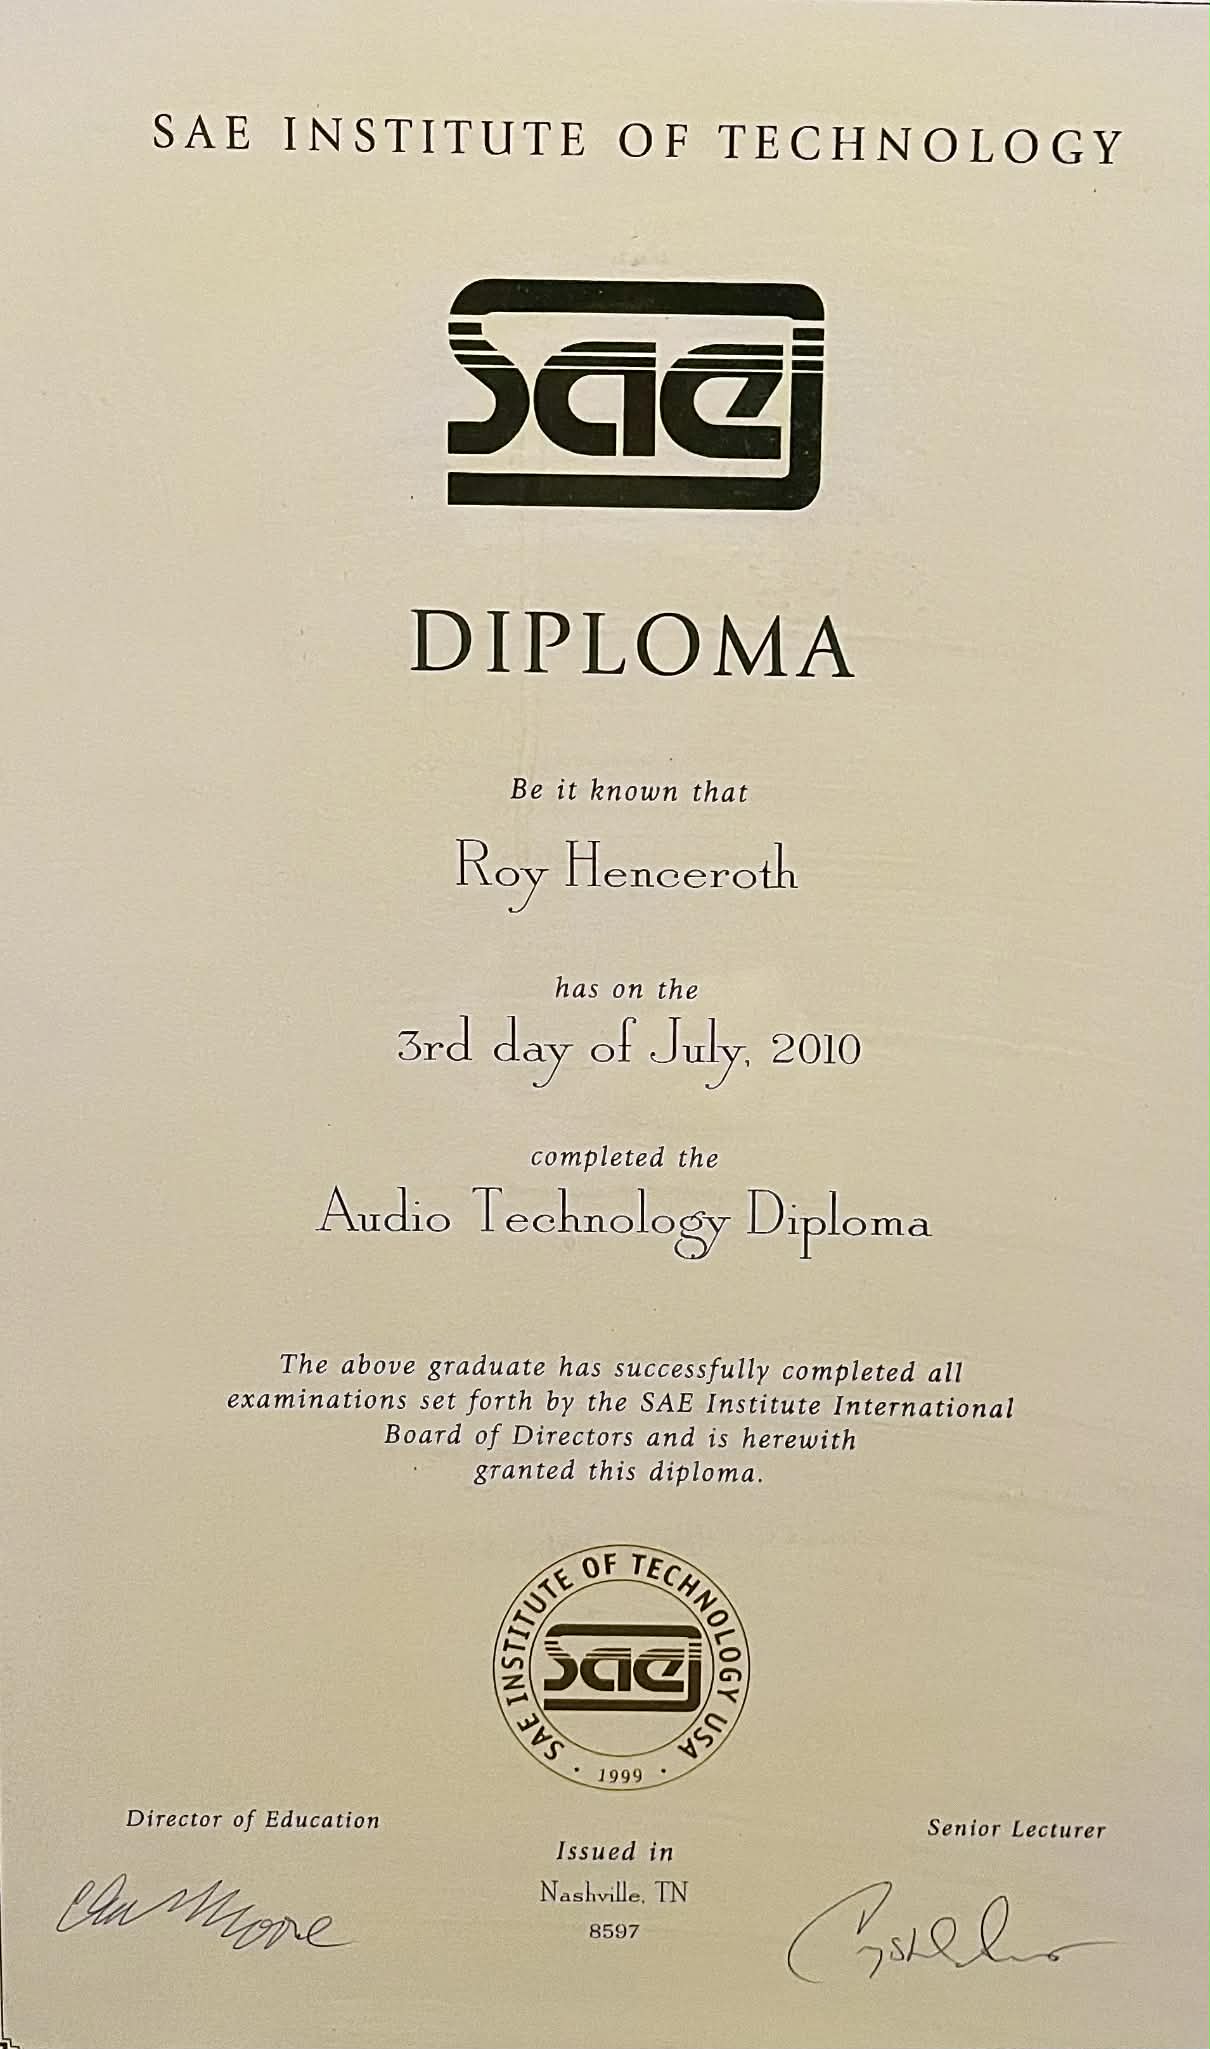 SAE INSTITUTE OF TECHNOLOGY
sae
DIPLOMA
Be it known that
Roy Henceroth
has on the
3rd day of July, 2010
completed the
Audio Technology Diploma
The above graduate has successfully completed all
examinations set forth by the SAE Institute International
Board of Directors and is herewith
granted this diploma.
SAE INSTITUTE OF TECHNOLOGY USA
sae
· 1999 ·
Director of Education
Senior Lecturer
Issued in
Nashville, TN
8597
Moore